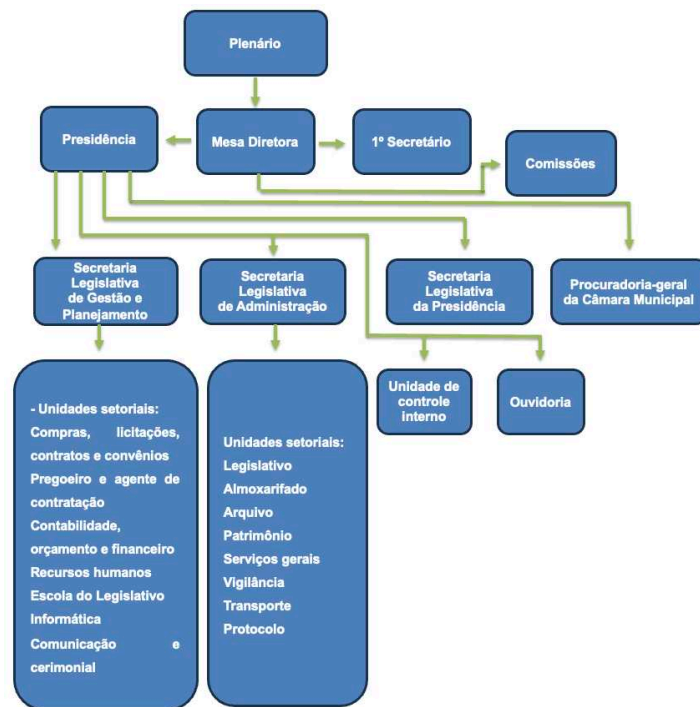 Plenário
Presidência
Mesa Diretora
1º Secretário
Comissões
Secretaria
Legislativa
de Gestão e
Planejamento
Secretaria
Legislativa
de Administração
Secretaria
Legislativa
da Presidência
Procuradoria-geral
da Câmara Municipal
- Unidades setoriais:
Compras, licitações,
contratos e convênios
Pregoeiro e agente de
contratação
Contabilidade,
orçamento e financeiro
Recursos humanos
Escola do Legislativo
Informática
Comunicação e
cerimonial
Unidades setoriais:
Legislativo
Almoxarifado
Arquivo
Patrimônio
Serviços gerais
Vigilância
Transporte
Protocolo
Unidade de
controle
interno
Ouvidoria